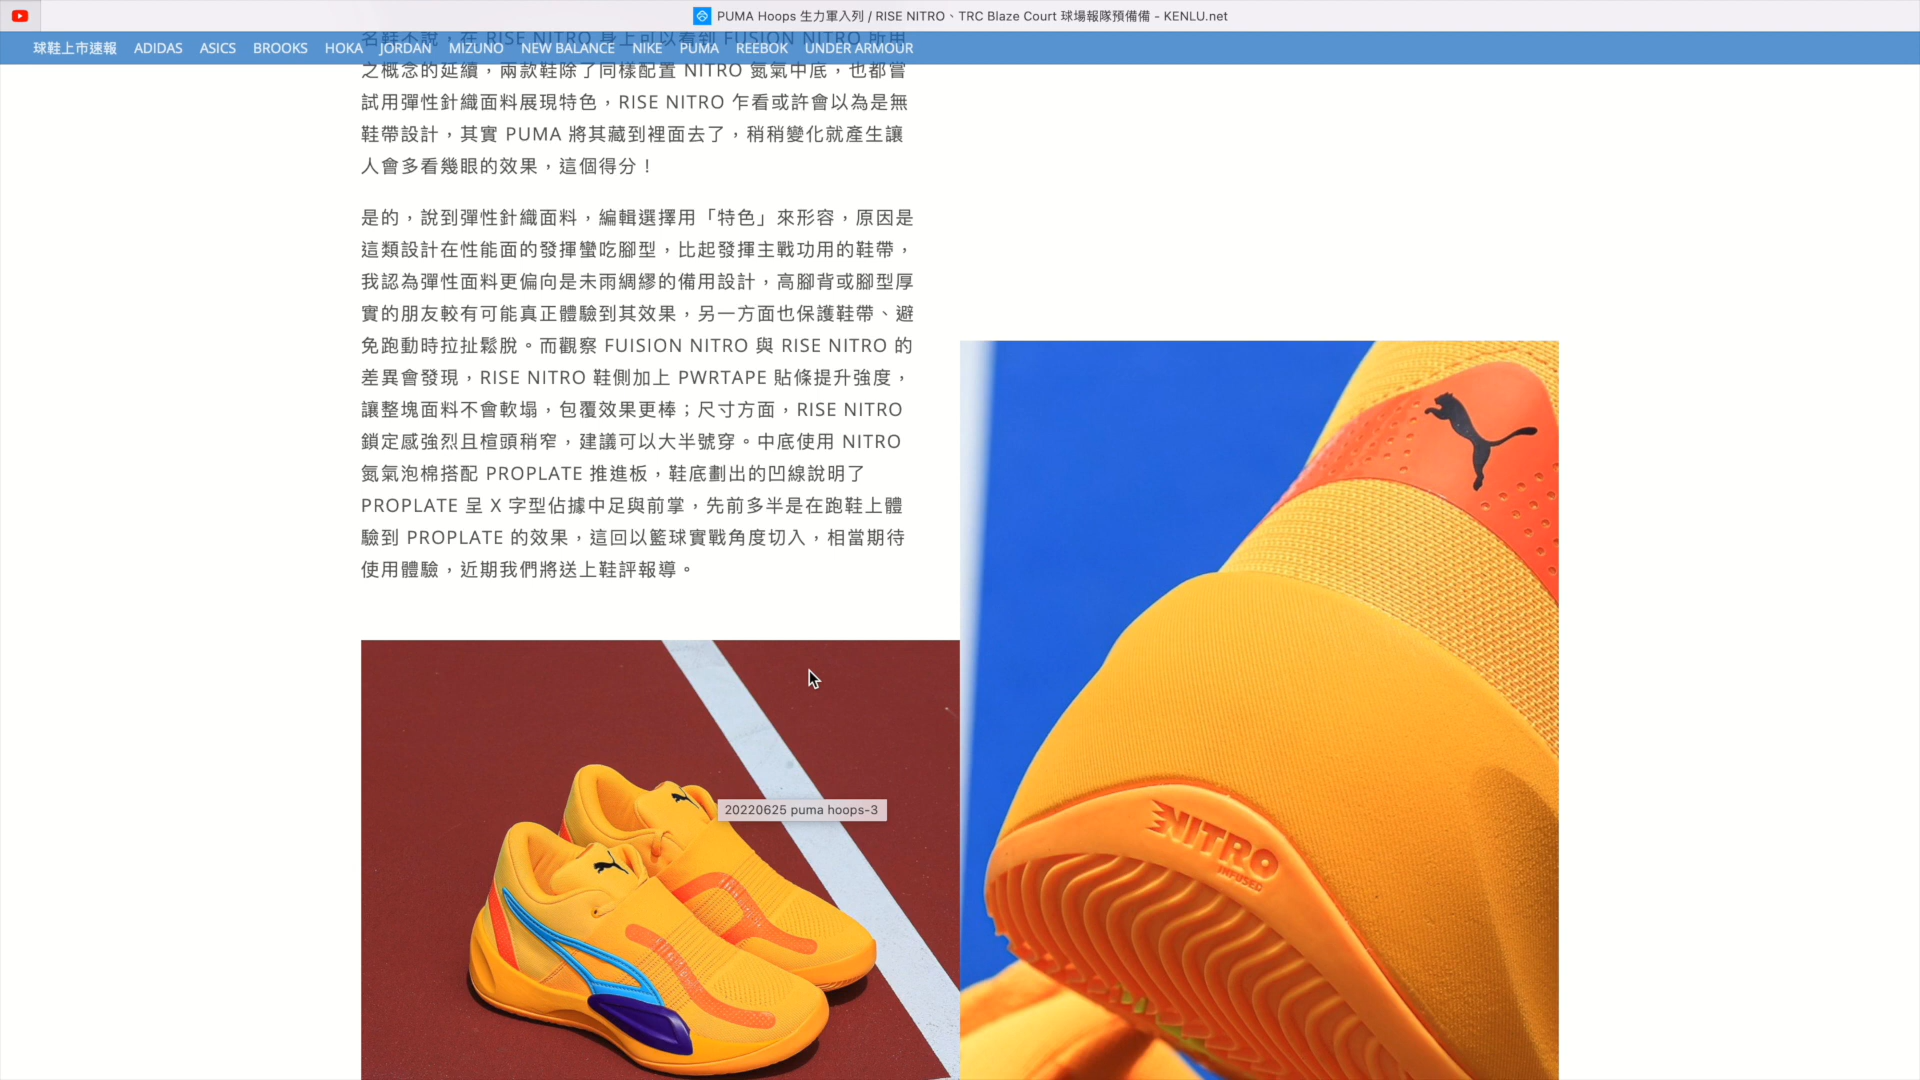 PUMA Hoops 生力軍入列 / RISE NITRO、TRC Blaze Court 球場報隊預備備 – KENLU.net
球鞋上市速報 ADIDAS ASICS BROOKS HOKA JORDAN MIZUNO NEW BALANCE NIKE PUMA REEBOK UNDER ARMOUR
名鞋不說，在 RISE NITRO 身上可以看到 FUSION NITRO 所用
之概念的延續，兩款鞋除了同樣配置 NITRO 氮氣中底，也都嘗
試用彈性針織面料展現特色，RISE NITRO 乍看或許會以為是無
鞋帶設計，其實 PUMA 將其藏到裡面去了，稍稍變化就產生讓
人會多看幾眼的效果，這個得分！
是的，說到彈性針織面料，編輯選擇用「特色」來形容，原因是
這類設計在性能面的發揮蠻吃腳型，比起發揮主戰功用的鞋帶，
我認為彈性面料更偏向是未雨綢繆的備用設計，高腳背或腳型厚
實的朋友較有可能真正體驗到其效果，另一方面也保護鞋帶、避
免跑動時拉扯鬆脫。而觀察 FUISION NITRO 與 RISE NITRO 的
差異會發現，RISE NITRO 鞋側加上 PWRTAPE 貼條提升強度，
讓整塊面料不會軟塌，包覆效果更棒；尺寸方面，RISE NITRO
鎖定感強烈且楦頭稍窄，建議可以大半號穿。中底使用 NITRO
氮氣泡棉搭配 PROPLATE 推進板，鞋底劃出的凹線說明了
PROPLATE 呈 X 字型佔據中足與前掌，先前多半是在跑鞋上體
驗到 PROPLATE 的效果，這回以籃球實戰角度切入，相當期待
使用體驗，近期我們將送上鞋評報導。
20220625 puma hoops-3
NITRO
INFUSED